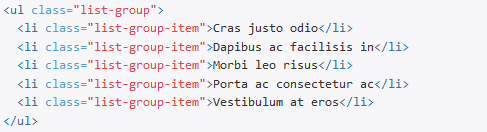 <ul class="list-group">
  <li class="list-group-item">Cras justo odio</li>
  <li class="list-group-item">Dapibus ac facilisis in</li>
  <li class="list-group-item">Morbi leo risus</li>
  <li class="list-group-item">Porta ac consectetur ac</li>
  <li class="list-group-item">Vestibulum at eros</li>
</ul>